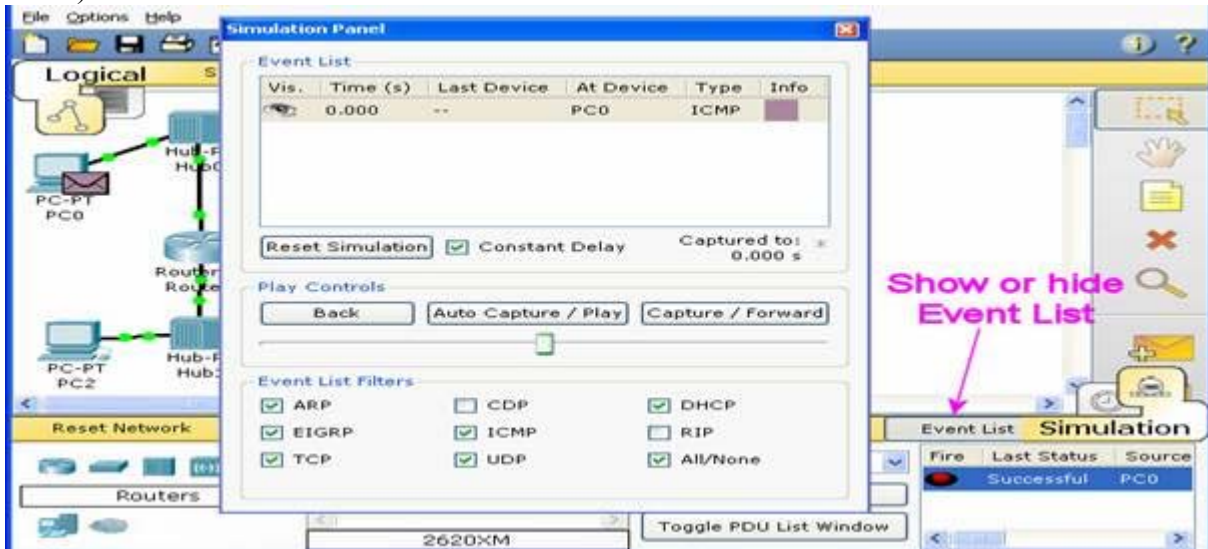 File Options Help
Simulation Panel
Logical
Event List
Vis. Time (s) Last Device At Device Type Info
0.000 -- PC0 ICMP
Hub
PC-PT
PC0
Reset Simulation Constant Delay Captured to:
0.000 s
Play Controls
Back Auto Capture / Play Capture / Forward
Show or hide
Event List
PC-PT
PC2
Event List Filters
ARP CDP DHCP
EIGRP ICMP RIP
TCP UDP All/None
Reset Network
Event List Simulation
Fire Last Status Source
Successful PC0
Routers
Toggle PDU List Window
2620XM